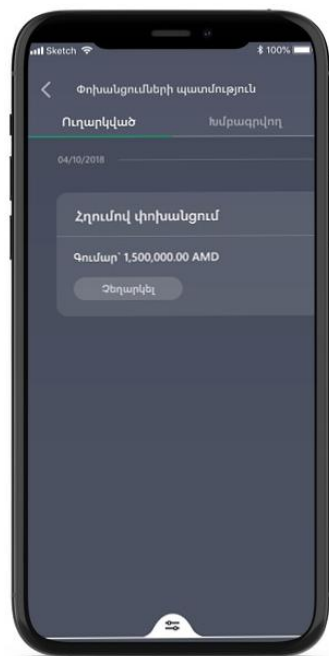 Sketch 100%
Փոխանցումների պատմություն
Ուղարկված Խմբագրվող
04/10/2018
Հղումով փոխանցում
Գումար՝ 1,500,000.00 AMD
Չեղարկել